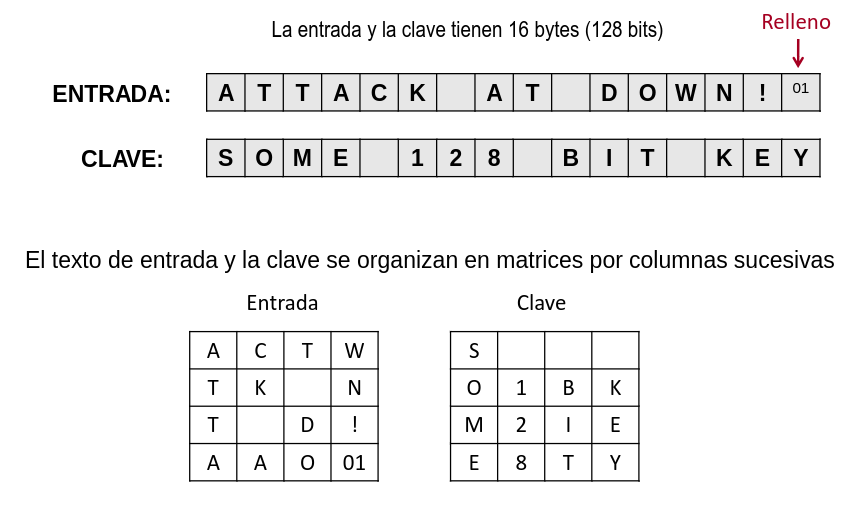 La entrada y la clave tienen 16 bytes (128 bits)
Relleno
ENTRADA: A T T A C K A T D O W N ! 01
CLAVE: S O M E 1 2 8 B I T K E Y
El texto de entrada y la clave se organizan en matrices por columnas sucesivas
Entrada Clave
A C T W S
T K N O 1 B K
T D ! M 2 I E
A A O 01 E 8 T Y